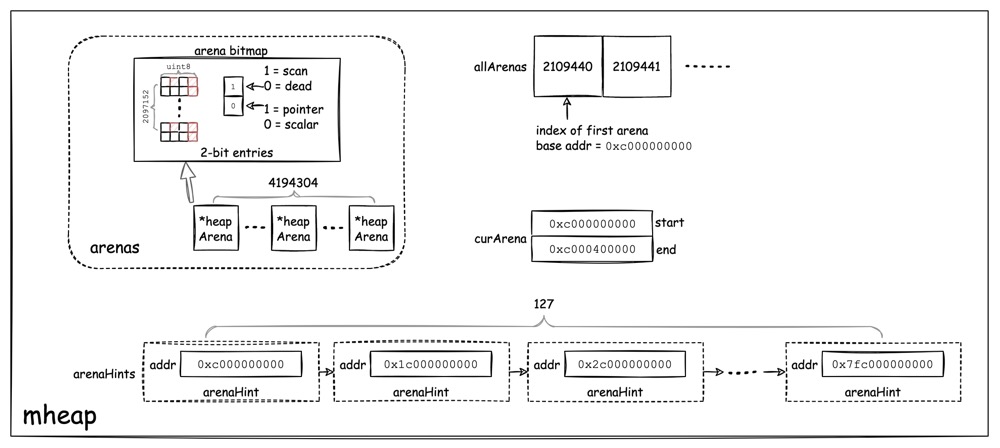 arena bitmap
uint8
2097152
1
0
1 = scan
0 = dead
1 = pointer
0 = scalar
2-bit entries
4194304
*heap
Arena
*heap
Arena
*heap
Arena
arenas
allArenas
2109440
2109441
index of first arena
base addr = 0xc000000000
curArena
0xc000000000
start
0xc000400000
end
127
arenaHints
addr
0xc000000000
arenaHint
addr
0x1c000000000
arenaHint
addr
0x2c000000000
arenaHint
addr
0x7fc000000000
arenaHint
mheap